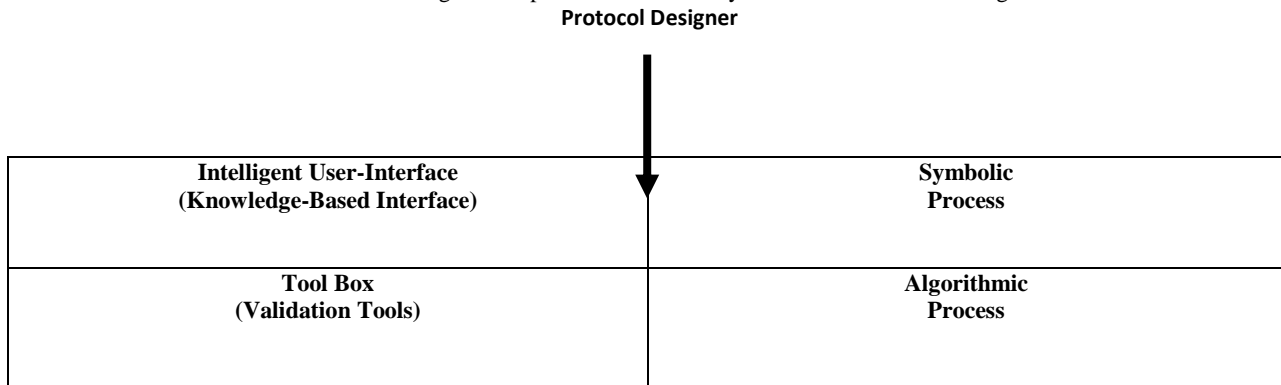 Protocol Designer
Intelligent User-Interface
(Knowledge-Based Interface)
Symbolic
Process
Tool Box
(Validation Tools)
Algorithmic
Process